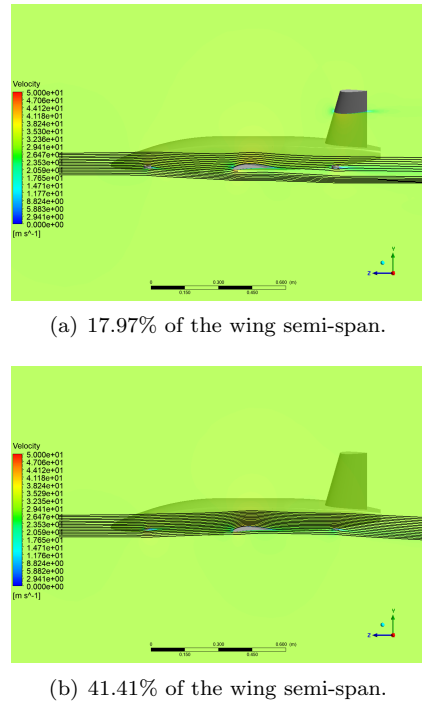 Velocity
5.000e+01
4.706e+01
4.412e+01
4.118e+01
3.824e+01
3.530e+01
3.236e+01
2.941e+01
2.647e+01
2.353e+01
2.059e+01
1.765e+01
1.471e+01
1.176e+01
8.824e+00
5.883e+00
2.941e+00
0.000e+00
[m s^-1]
0 0.300 0.600 (m)
0.150 0.450
Y
Z
(a) 17.97% of the wing semi-span.
Velocity
5.000e+01
4.706e+01
4.412e+01
4.118e+01
3.824e+01
3.529e+01
3.235e+01
2.941e+01
2.647e+01
2.353e+01
2.059e+01
1.765e+01
1.471e+01
1.176e+01
8.824e+00
5.882e+00
2.941e+00
0.000e+00
[m s^-1]
0 0.300 0.600 (m)
0.150 0.450
Y
Z
(b) 41.41% of the wing semi-span.